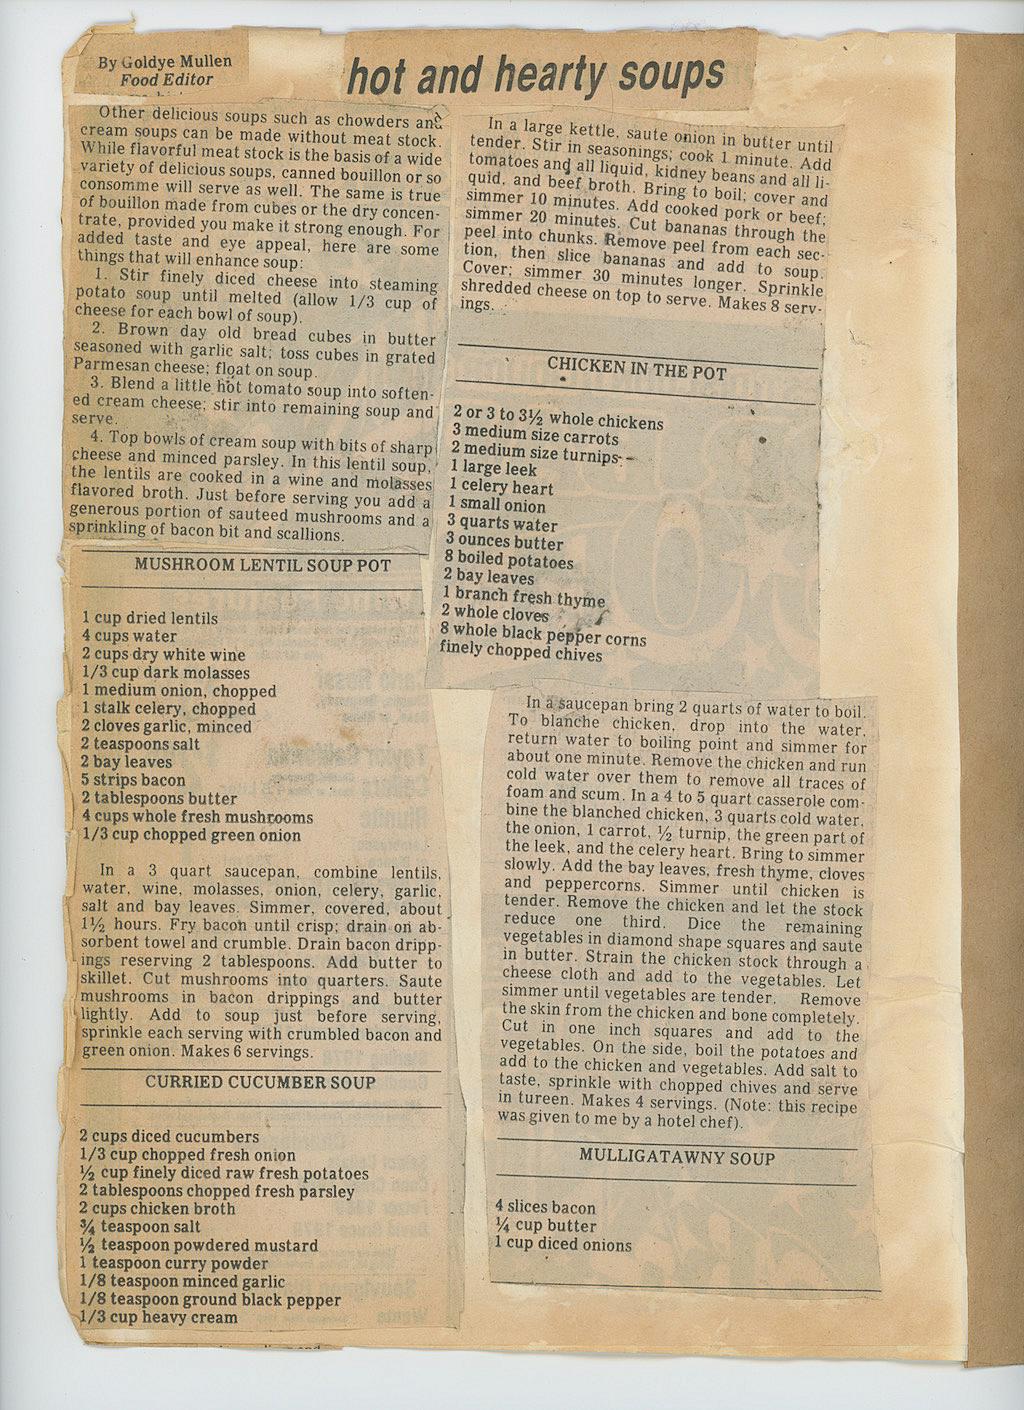 By Goldye Mullen
Food Editor
hot and hearty soups
Other delicious soups such as chowders and
cream soups can be made without meat stock.
While flavorful meat stock is the basis of a wide
variety of delicious soups, canned bouillon or so
consomme will serve as well. The same is true
of bouillon made from cubes or the dry concen-
trate, provided you make it strong enough. For
added taste and eye appeal, here are some
things that will enhance soup:
1. Stir finely diced cheese into steaming
potato soup until melted (allow 1/3 cup of
cheese for each bowl of soup).
2. Brown day old bread cubes in butter
seasoned with garlic salt; toss cubes in grated
Parmesan cheese; float on soup.
3. Blend a little hot tomato soup into soften-
ed cream cheese; stir into remaining soup and
serve.
4. Top bowls of cream soup with bits of sharp
cheese and minced parsley. In this lentil soup,
the lentils are cooked in a wine and molasses
flavored broth. Just before serving you add a
generous portion of sauteed mushrooms and a
sprinkling of bacon bit and scallions.
MUSHROOM LENTIL SOUP POT
1 cup dried lentils
4 cups water
2 cups dry white wine
1/3 cup dark molasses
1 medium onion, chopped
1 stalk celery, chopped
2 cloves garlic, minced
2 teaspoons salt
2 bay leaves
5 strips bacon
2 tablespoons butter
4 cups whole fresh mushrooms
1/3 cup chopped green onion
In a 3 quart saucepan, combine lentils,
water, wine, molasses, onion, celery, garlic,
salt and bay leaves. Simmer, covered, about
1½ hours. Fry bacon until crisp; drain on ab-
sorbent towel and crumble. Drain bacon dripp-
ings reserving 2 tablespoons. Add butter to
skillet. Cut mushrooms into quarters. Saute
mushrooms in bacon drippings and butter
lightly. Add to soup just before serving,
sprinkle each serving with crumbled bacon and
green onion. Makes 6 servings.
CURRIED CUCUMBER SOUP
2 cups diced cucumbers
1/3 cup chopped fresh onion
½ cup finely diced raw fresh potatoes
2 tablespoons chopped fresh parsley
2 cups chicken broth
¾ teaspoon salt
½ teaspoon powdered mustard
1 teaspoon curry powder
1/8 teaspoon minced garlic
1/8 teaspoon ground black pepper
1/3 cup heavy cream
In a large kettle, saute onion in butter until
tender. Stir in seasonings; cook 1 minute. Add
tomatoes and all liquid, kidney beans and all li-
quid, and beef broth. Bring to boil; cover and
simmer 10 minutes. Add cooked pork or beef;
simmer 20 minutes. Cut bananas through the
peel into chunks. Remove peel from each sec-
tion, then slice bananas and add to soup.
Cover; simmer 30 minutes longer. Sprinkle
shredded cheese on top to serve. Makes 8 serv-
ings.
CHICKEN IN THE POT
2 or 3 to 3½ whole chickens
3 medium size carrots
2 medium size turnips
1 large leek
1 celery heart
1 small onion
3 quarts water
3 ounces butter
8 boiled potatoes
2 bay leaves
1 branch fresh thyme
2 whole cloves
8 whole black pepper corns
finely chopped chives
In a saucepan bring 2 quarts of water to boil.
To blanche chicken, drop into the water,
return water to boiling point and simmer for
about one minute. Remove the chicken and run
cold water over them to remove all traces of
foam and scum. In a 4 to 5 quart casserole com-
bine the blanched chicken, 3 quarts cold water,
the onion, 1 carrot, ½ turnip, the green part of
the leek, and the celery heart. Bring to simmer
slowly. Add the bay leaves, fresh thyme, cloves
and peppercorns. Simmer until chicken is
tender. Remove the chicken and let the stock
reduce one third. Dice the remaining
vegetables in diamond shape squares and saute
in butter. Strain the chicken stock through a
cheese cloth and add to the vegetables. Let
simmer until vegetables are tender. Remove
the skin from the chicken and bone completely.
Cut in one inch squares and add to the
vegetables. On the side, boil the potatoes and
add to the chicken and vegetables. Add salt to
taste, sprinkle with chopped chives and serve
in tureen. Makes 4 servings. (Note: this recipe
was given to me by a hotel chef).
MULLIGATAWNY SOUP
4 slices bacon
¼ cup butter
1 cup diced onions